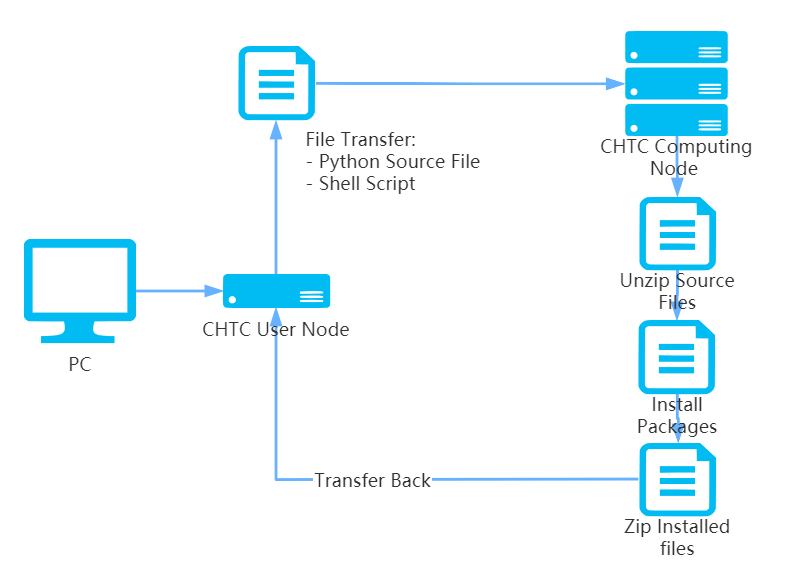 File Transfer:
- Python Source File
- Shell Script
CHTC Computing
Node
Unzip Source
Files
CHTC User Node
PC
Install
Packages
Transfer Back
Zip Installed
files